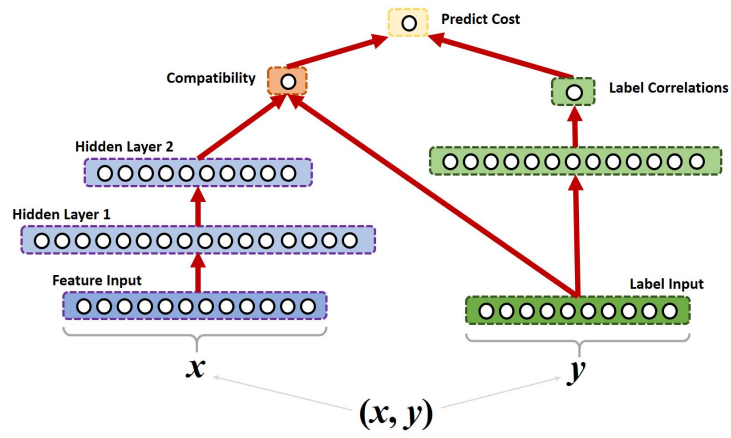 Predict Cost
Compatibility
Label Correlations
Hidden Layer 2
Hidden Layer 1
Feature Input
Label Input
x
y
(x, y)